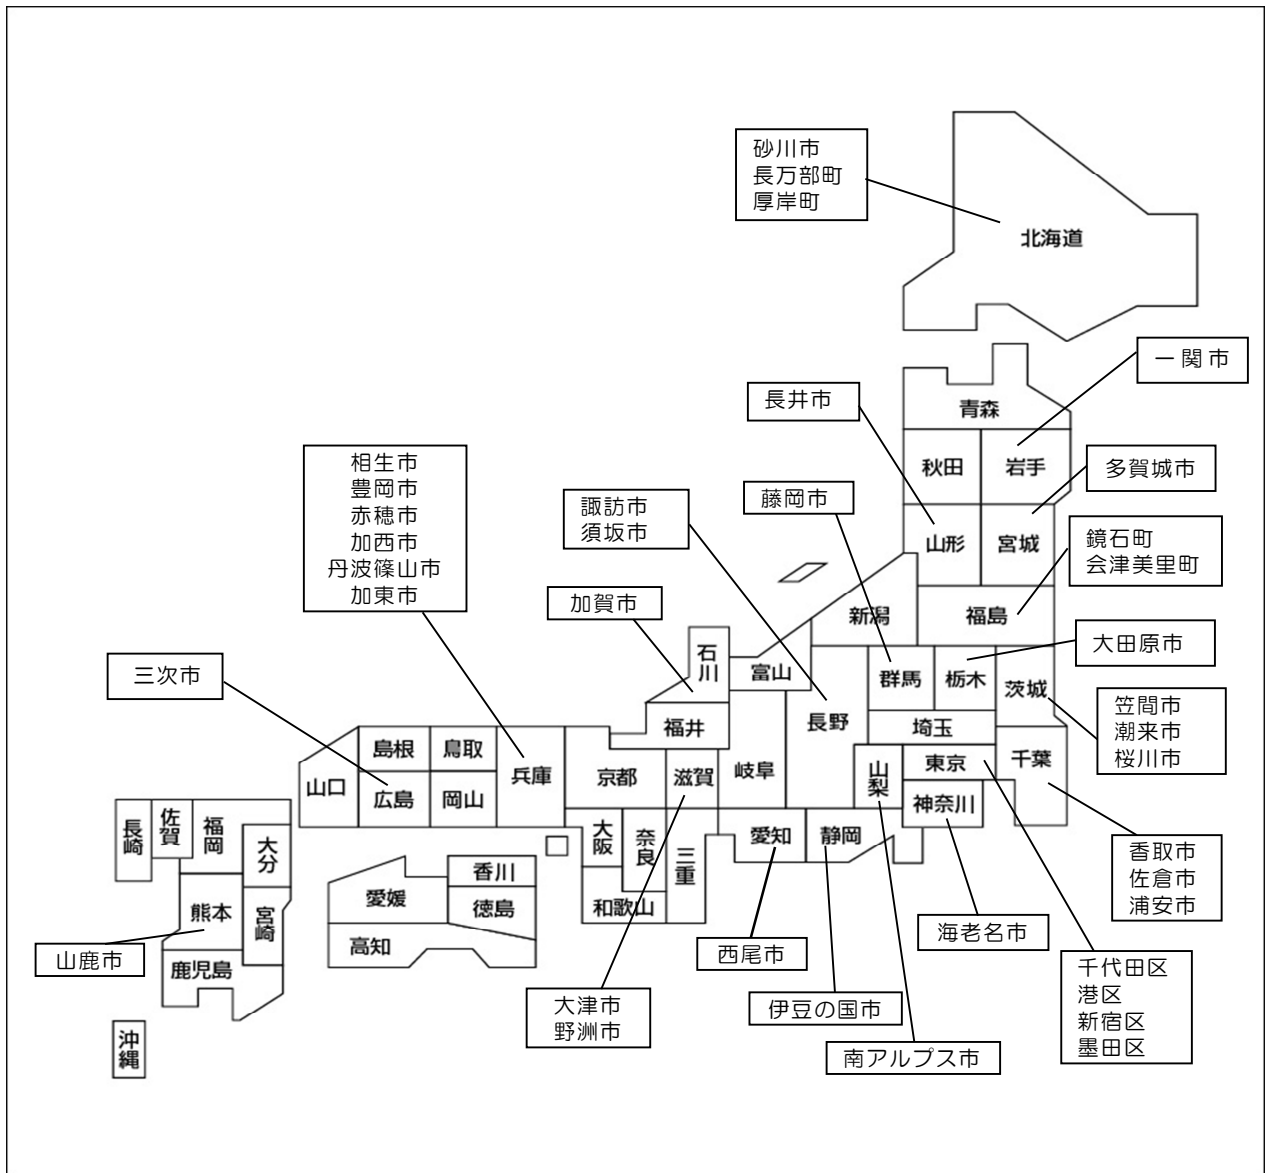 砂川市
長万部町
厚岸町
北海道
一関市
長井市
青森
秋田
岩手
多賀城市
相生市
豊岡市
赤穂市
加西市
丹波篠山市
加東市
諏訪市
須坂市
藤岡市
山形
宮城
鏡石町
会津美里町
加賀市
新潟
福島
大田原市
三次市
石川
富山
群馬
栃木
茨城
笠間市
潮来市
桜川市
福井
長野
埼玉
島根
鳥取
兵庫
京都
滋賀
岐阜
山梨
東京
千葉
山口
広島
岡山
神奈川
長崎
佐賀
福岡
大分
大阪
奈良
三重
愛知
静岡
香川
香取市
佐倉市
浦安市
愛媛
徳島
和歌山
熊本
宮崎
高知
海老名市
山鹿市
西尾市
鹿児島
千代田区
港区
新宿区
墨田区
大津市
野洲市
伊豆の国市
沖縄
南アルプス市